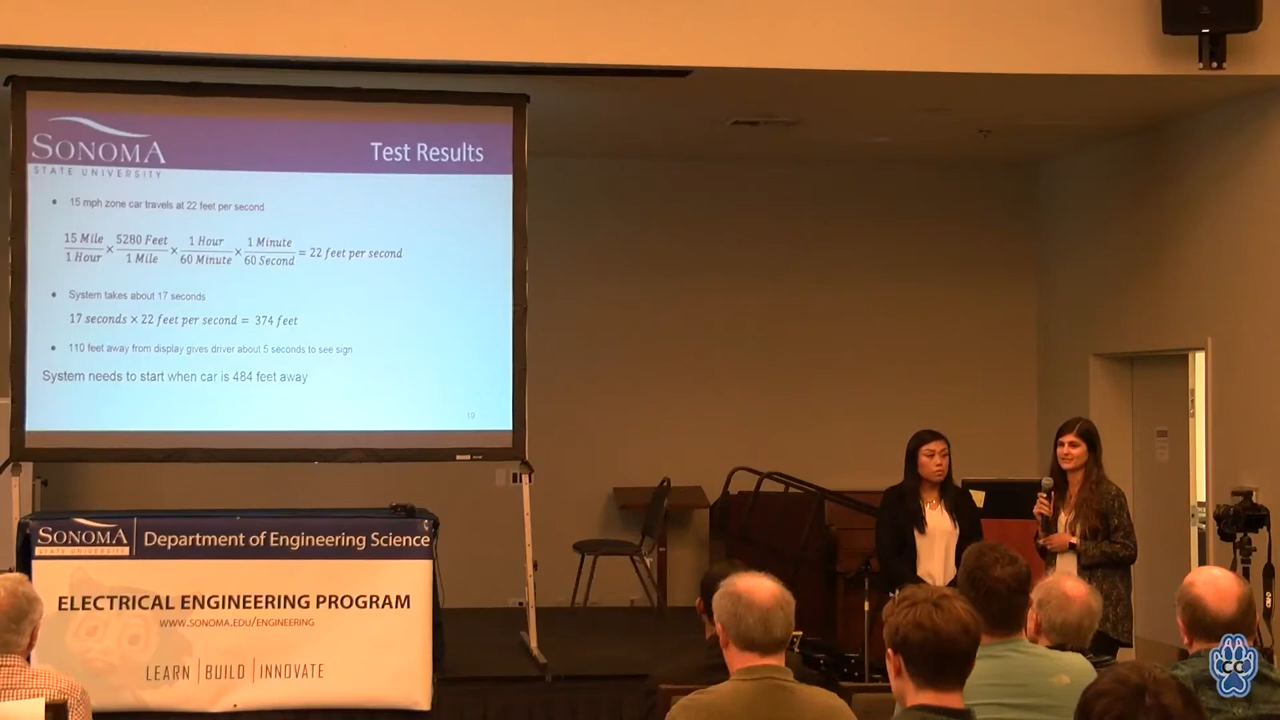 SONOMA
STATE UNIVERSITY
Test Results
• 15 mph zone car travels at 22 feet per second
15 Mile / 1 Hour × 5280 Feet / 1 Mile × 1 Hour / 60 Minute × 1 Minute / 60 Second = 22 feet per second
• System takes about 17 seconds
17 seconds × 22 feet per second = 374 feet
• 110 feet away from display gives driver about 5 seconds to see sign
System needs to start when car is 484 feet away
19
SONOMA
STATE UNIVERSITY
Department of Engineering Science
ELECTRICAL ENGINEERING PROGRAM
WWW.SONOMA.EDU/ENGINEERING
LEARN | BUILD | INNOVATE
CC